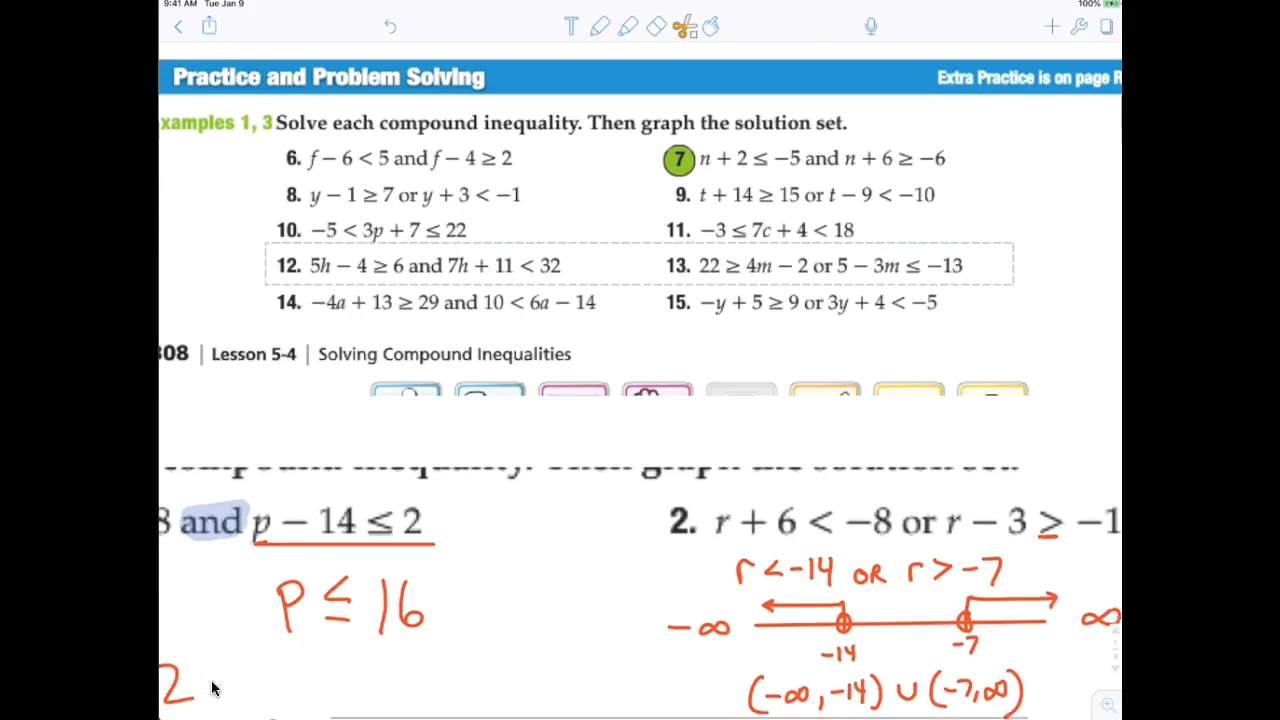 9:41 AM Tue Jan 9
100%
Practice and Problem Solving
Extra Practice is on page R
xamples 1, 3 Solve each compound inequality. Then graph the solution set.
6. f − 6 < 5 and f − 4 ≥ 2
7 n + 2 ≤ −5 and n + 6 ≥ −6
8. y − 1 ≥ 7 or y + 3 < −1
9. t + 14 ≥ 15 or t − 9 < −10
10. −5 < 3p + 7 ≤ 22
11. −3 ≤ 7c + 4 < 18
12. 5h − 4 ≥ 6 and 7h + 11 < 32
13. 22 ≥ 4m − 2 or 5 − 3m ≤ −13
14. −4a + 13 ≥ 29 and 10 < 6a − 14
15. −y + 5 ≥ 9 or 3y + 4 < −5
308 | Lesson 5-4 | Solving Compound Inequalities
8 and p − 14 ≤ 2
2. r + 6 < −8 or r − 3 ≥ −1
r < −14 OR r > −7
P ≤ 16
−∞ ∞
−14 −7
2
(−∞, −14) ∪ (−7, ∞)